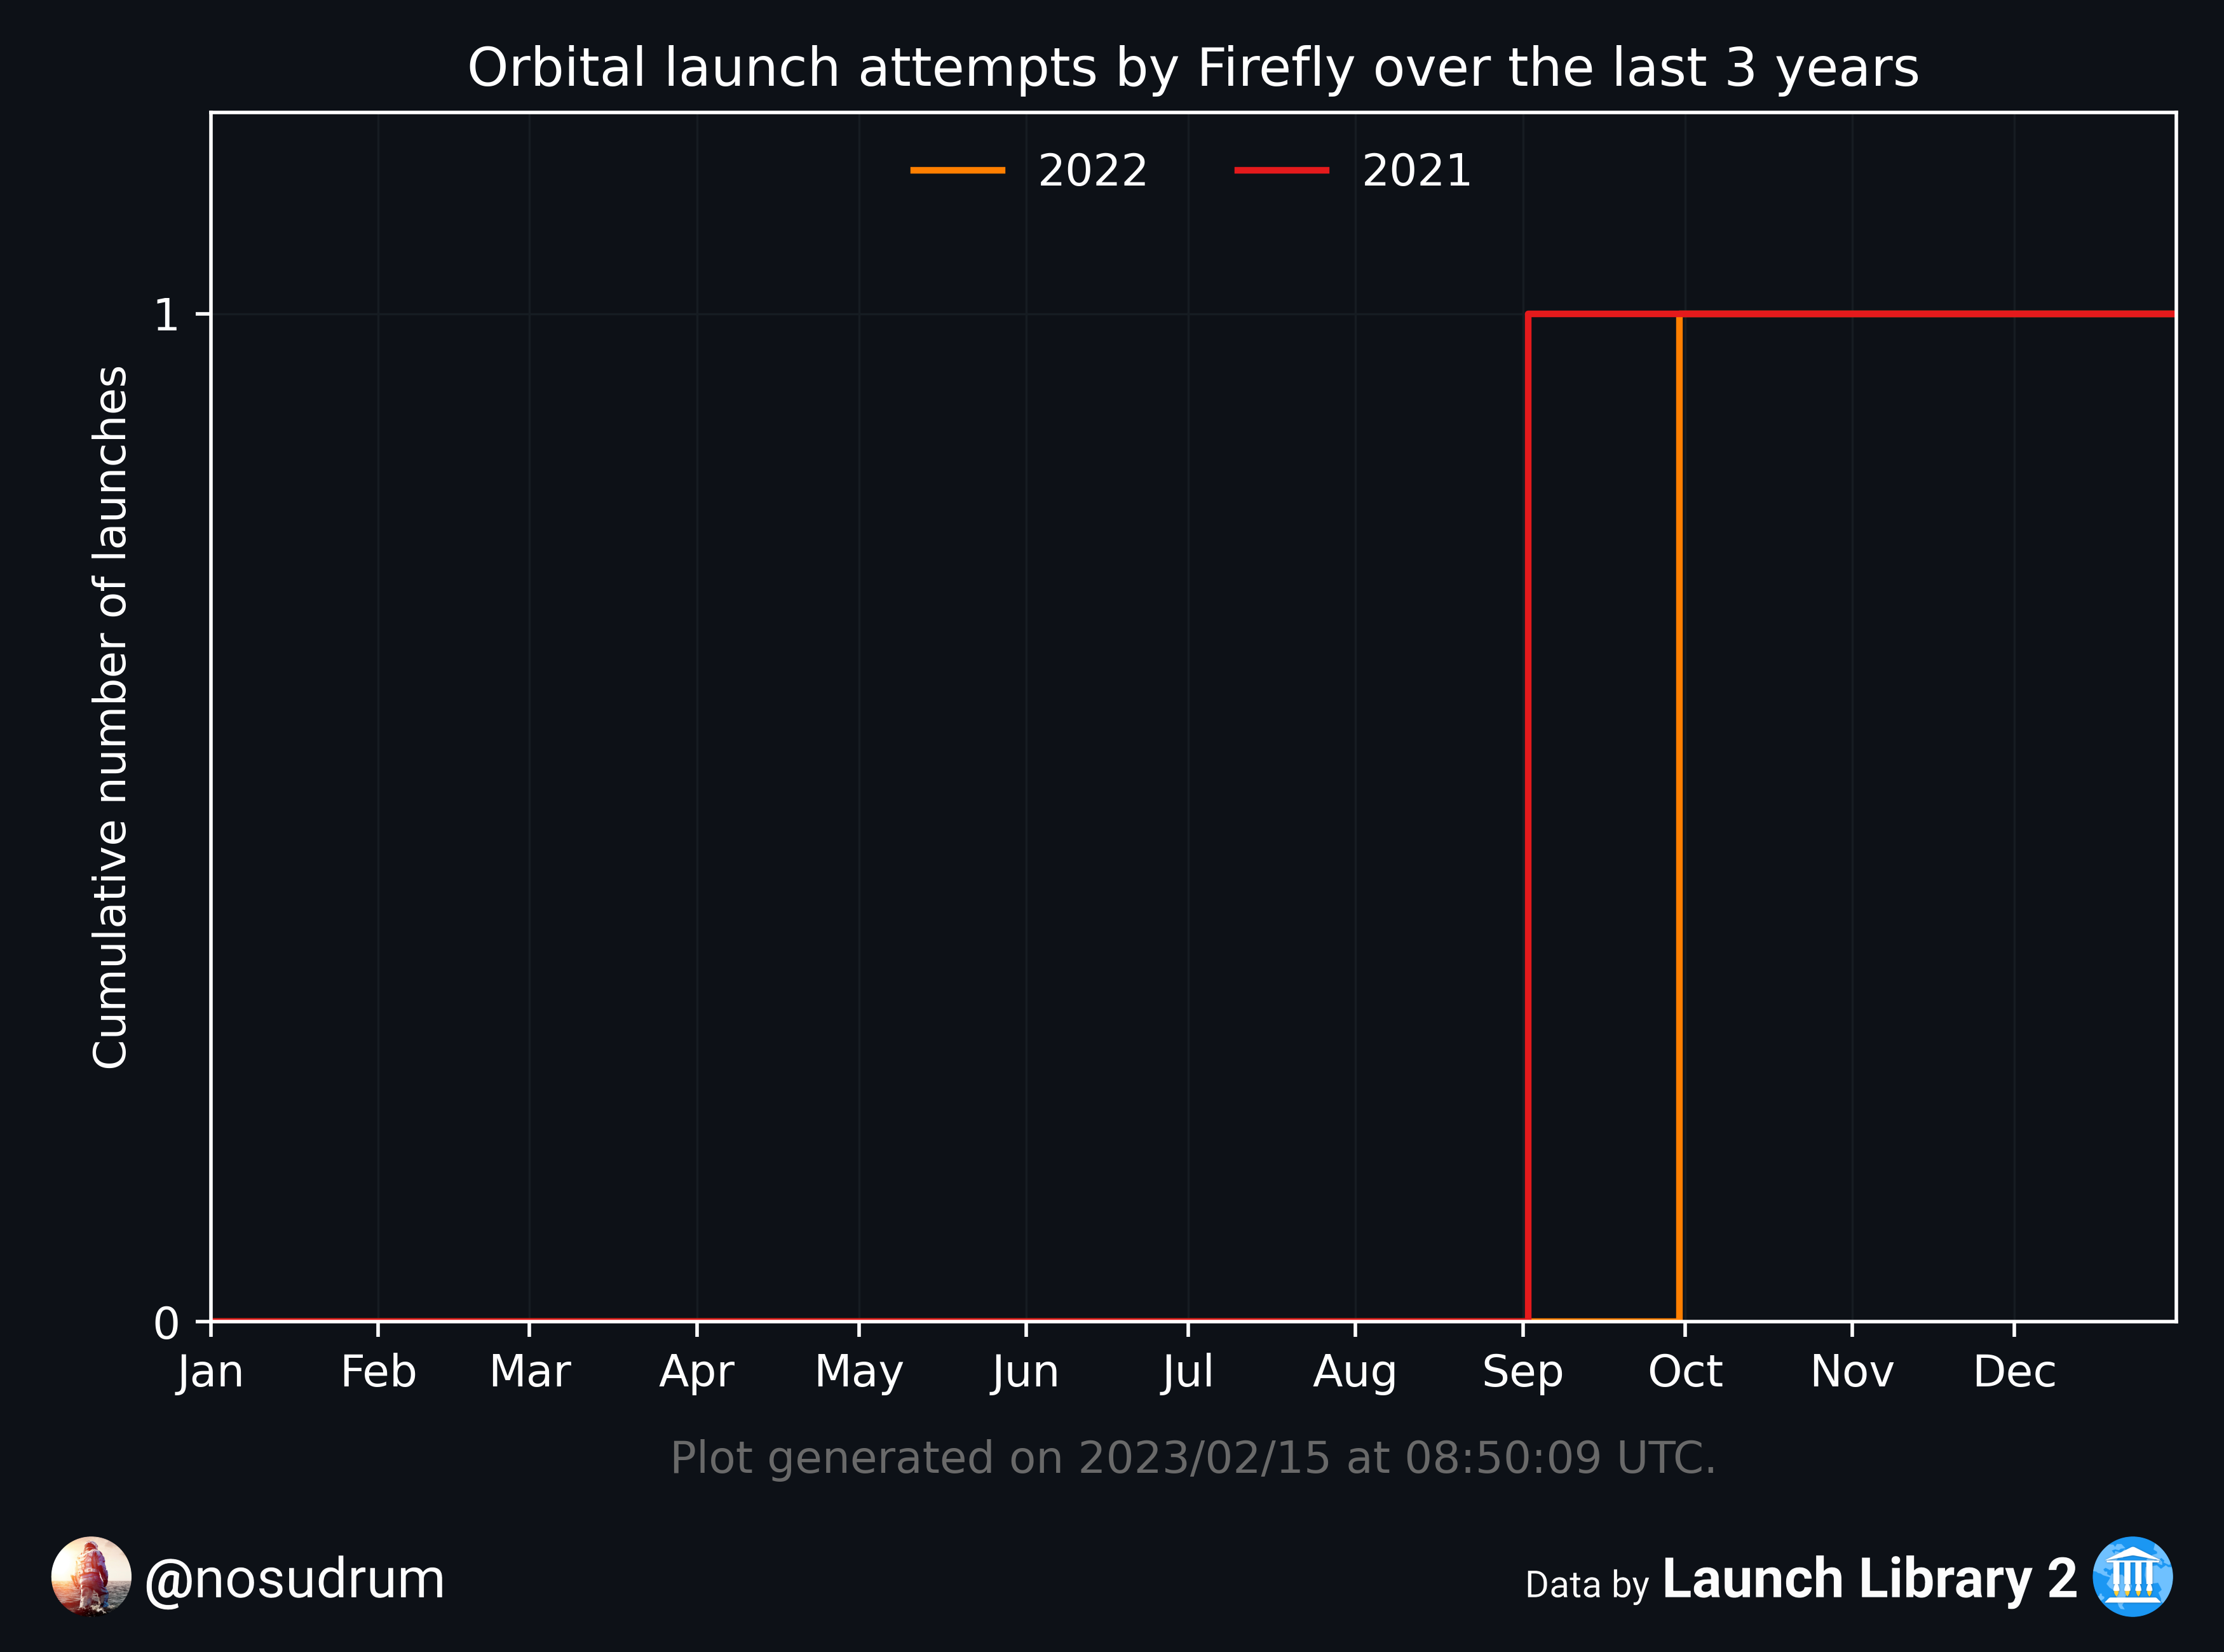 Orbital launch attempts by Firefly over the last 3 years
2022 2021
Cumulative number of launches
1
0
Jan Feb Mar Apr May Jun Jul Aug Sep Oct Nov Dec
Plot generated on 2023/02/15 at 08:50:09 UTC.
@nosudrum
Data by Launch Library 2